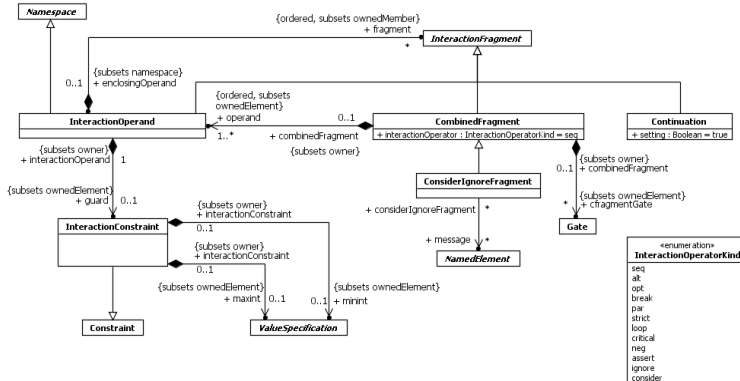 Namespace
{ordered, subsets ownedMember}
+ fragment
*
InteractionFragment
{subsets namespace}
0..1
+ enclosingOperand
{ordered, subsets
ownedElement}
+ operand
0..1
1..*
+ combinedFragment
{subsets owner}
InteractionOperand
CombinedFragment
+ interactionOperator : InteractionOperatorKind = seq
Continuation
+ setting : Boolean = true
{subsets owner}
+ interactionOperand
1
{subsets ownedElement}
+ guard
0..1
ConsiderIgnoreFragment
0..1
{subsets owner}
+ combinedFragment
{subsets ownedElement}
* + cfragmentGate
Gate
+ considerIgnoreFragment
*
+ message
*
NamedElement
InteractionConstraint
{subsets owner}
+ interactionConstraint
0..1
{subsets owner}
+ interactionConstraint
0..1
{subsets ownedElement}
+ maxint
0..1
{subsets ownedElement}
0..1 + minint
Constraint
ValueSpecification
«enumeration»
InteractionOperatorKind
seq
alt
opt
break
par
strict
loop
critical
neg
assert
ignore
consider